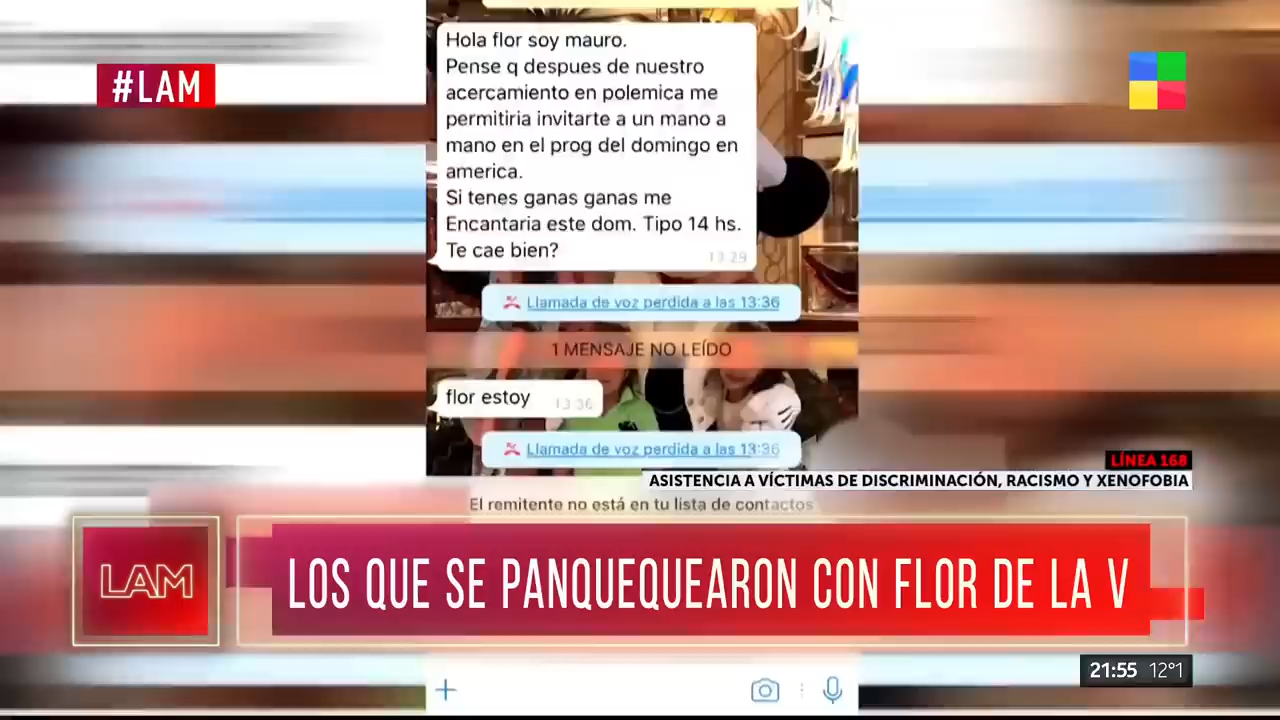 #LAM
Hola flor soy mauro.
Pense q despues de nuestro
acercamiento en polemica me
permitiria invitarte a un mano a
mano en el prog del domingo en
america.
Si tenes ganas ganas me
Encantaria este dom. Tipo 14 hs.
Te cae bien?
13:29
Llamada de voz perdida a las 13:36
1 MENSAJE NO LEÍDO
flor estoy
13:36
Llamada de voz perdida a las 13:36
LÍNEA 168
ASISTENCIA A VÍCTIMAS DE DISCRIMINACIÓN, RACISMO Y XENOFOBIA
El remitente no está en tu lista de contactos
LAM
LOS QUE SE PANQUEQUEARON CON FLOR DE LA V
21:55 12°1